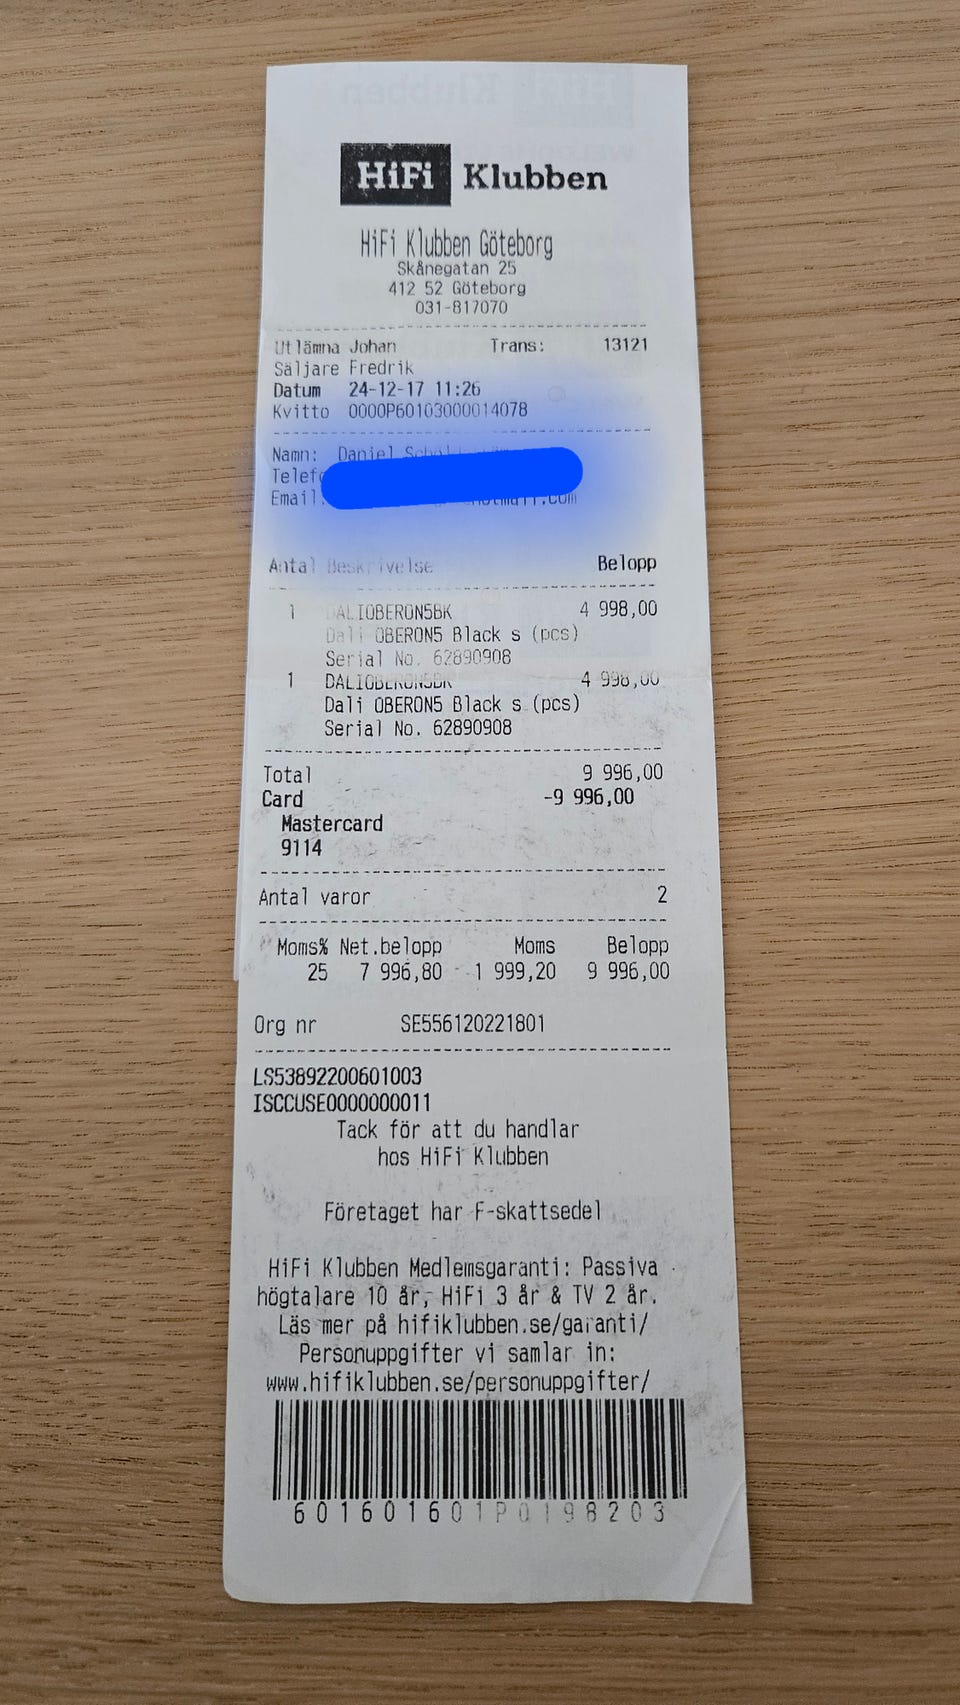 HiFi Klubben
HiFi Klubben Göteborg
Skånegatan 25
412 52 Göteborg
031-817070
Utlämna Johan Trans: 13121
Säljare Fredrik
Datum 24-12-17 11:26
Kvitto 0000P60103000014078
Namn: Daniel
Email:
Antal Beskrivelse Belopp
1 DALIOBERON5BK 4 998,00
Dali OBERON5 Black s (pcs)
Serial No. 62890908
1 DALIOBERON5BK 4 998,00
Dali OBERON5 Black s (pcs)
Serial No. 62890908
Total 9 996,00
Card -9 996,00
Mastercard
9114
Antal varor 2
Moms% Net.belopp Moms Belopp
25 7 996,80 1 999,20 9 996,00
Org nr SE556120221801
LS53892200601003
ISCCUSE0000000011
Tack för att du handlar
hos HiFi Klubben
Företaget har F-skattsedel
HiFi Klubben Medlemsgaranti: Passiva
högtalare 10 år, HiFi 3 år & TV 2 år.
Läs mer på hifiklubben.se/garanti/
Personuppgifter vi samlar in:
www.hifiklubben.se/personuppgifter/
601601601P0198203